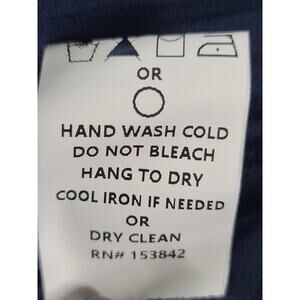 OR
HAND WASH COLD
DO NOT BLEACH
HANG TO DRY
COOL IRON IF NEEDED
OR
DRY CLEAN
RN# 153842